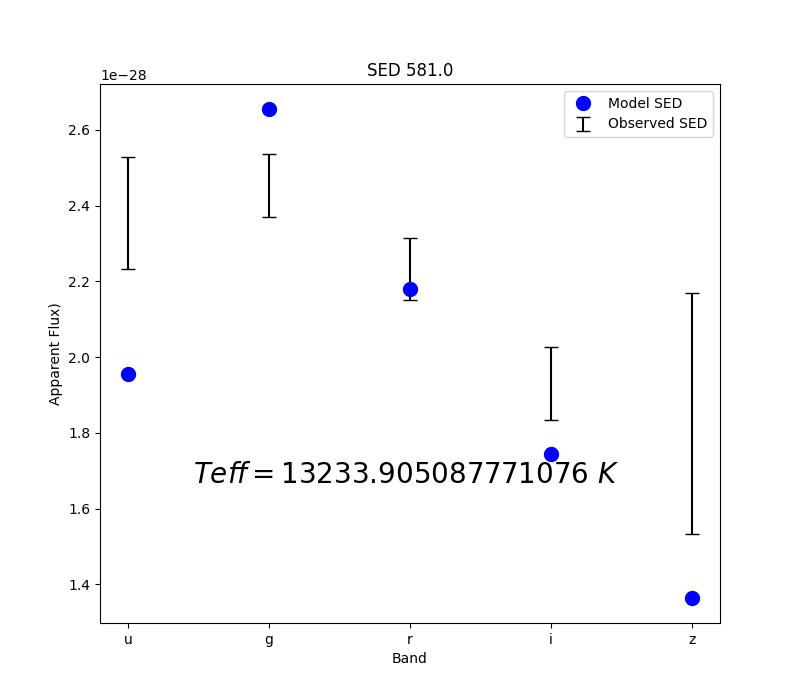 SED 581.0
1e−28
Model SED
Observed SED
2.6
2.4
2.2
2.0
1.8
1.6
1.4
Apparent Flux)
Teff = 13233.905087771076 K
u g r i z
Band